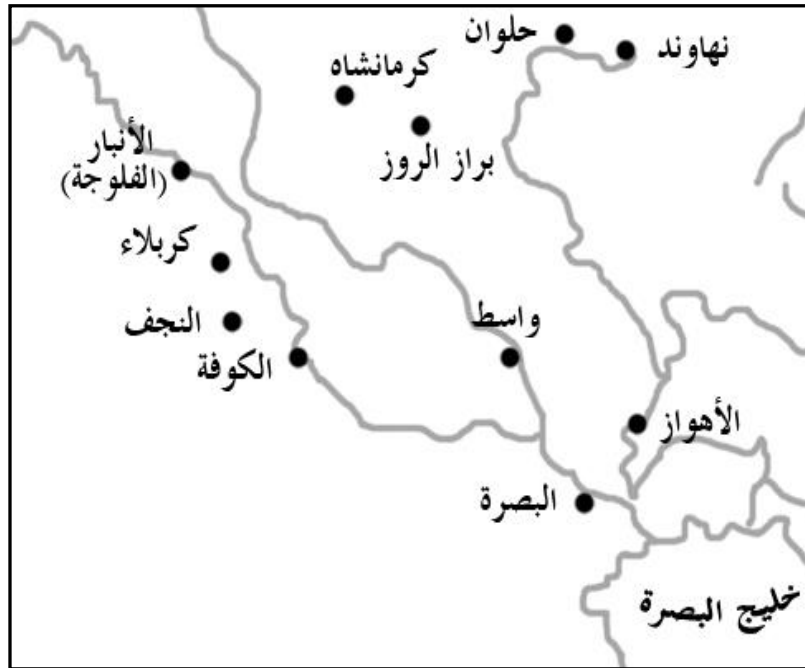 حلوان
نهاوند
كرمانشاه
براز الروز
الأنبار
(الفلوجة)
كربلاء
النجف
الكوفة
واسط
الأهواز
البصرة
خليج البصرة